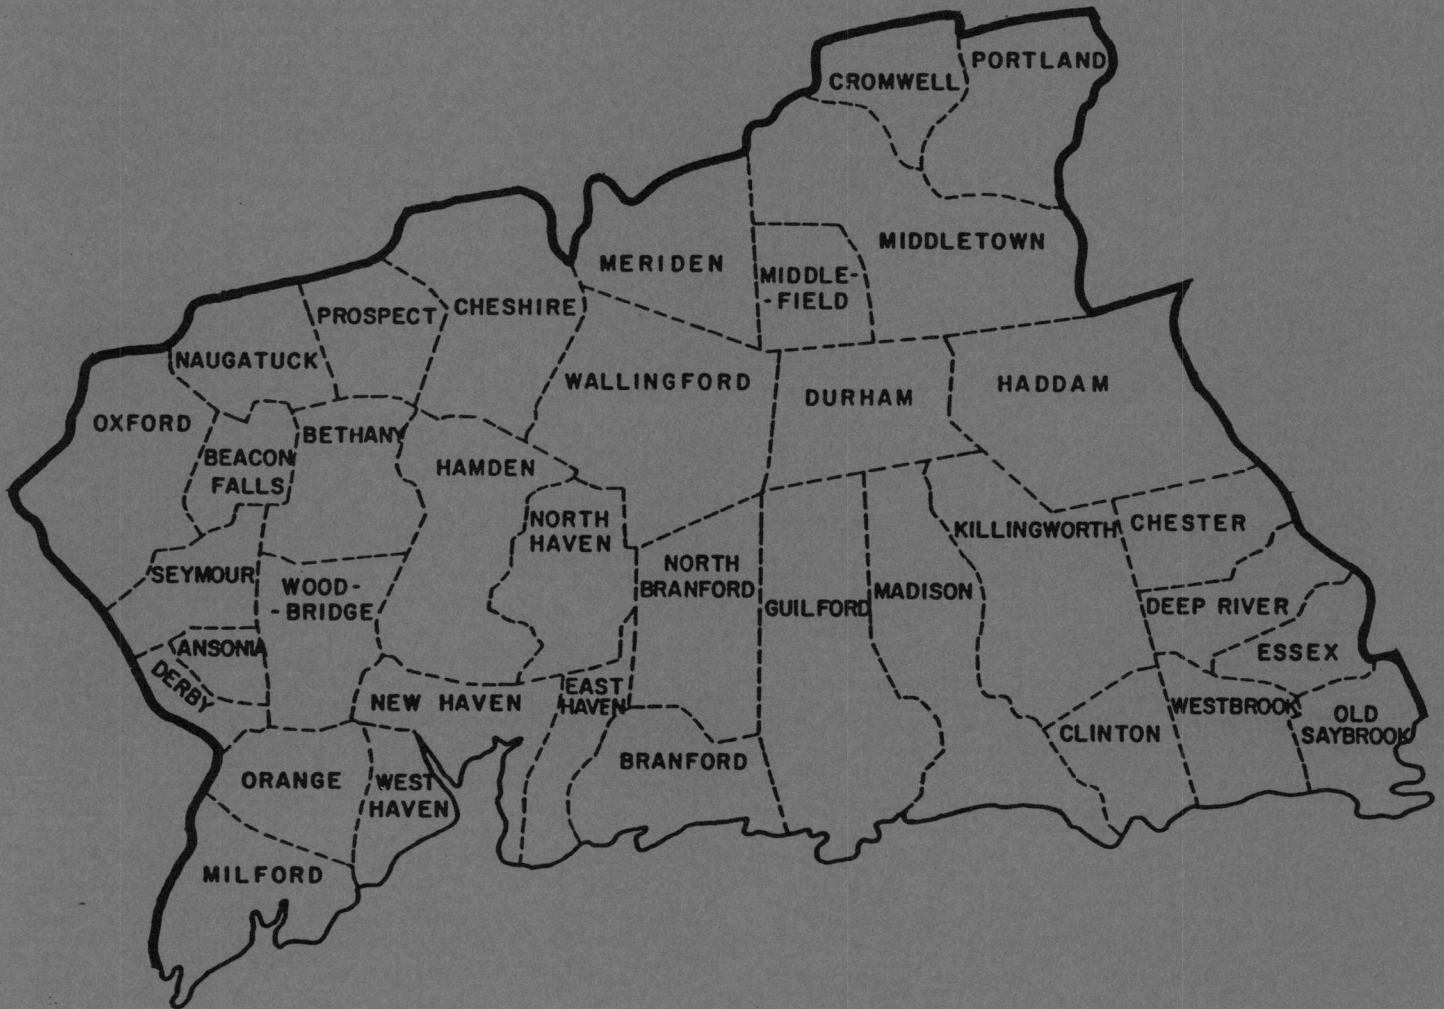 PORTLAND
CROMWELL
MIDDLETOWN
MERIDEN
MIDDLE-
-FIELD
CHESHIRE
PROSPECT
NAUGATUCK
WALLINGFORD
DURHAM
HADDAM
OXFORD
BETHANY
BEACON
FALLS
HAMDEN
NORTH
HAVEN
KILLINGWORTH
CHESTER
SEYMOUR
WOOD-
-BRIDGE
NORTH
BRANFORD
GUILFORD
MADISON
DEEP RIVER
ANSONIA
DERBY
ESSEX
NEW HAVEN
EAST
HAVEN
WESTBROOK
OLD
SAYBROOK
CLINTON
BRANFORD
ORANGE
WEST
HAVEN
MILFORD